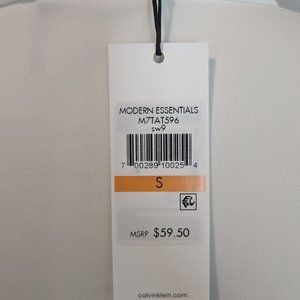 MODERN ESSENTIALS
M7TAT596
sw9
7 00289 10025 4
S
MSRP $59.50
calvinklein.com